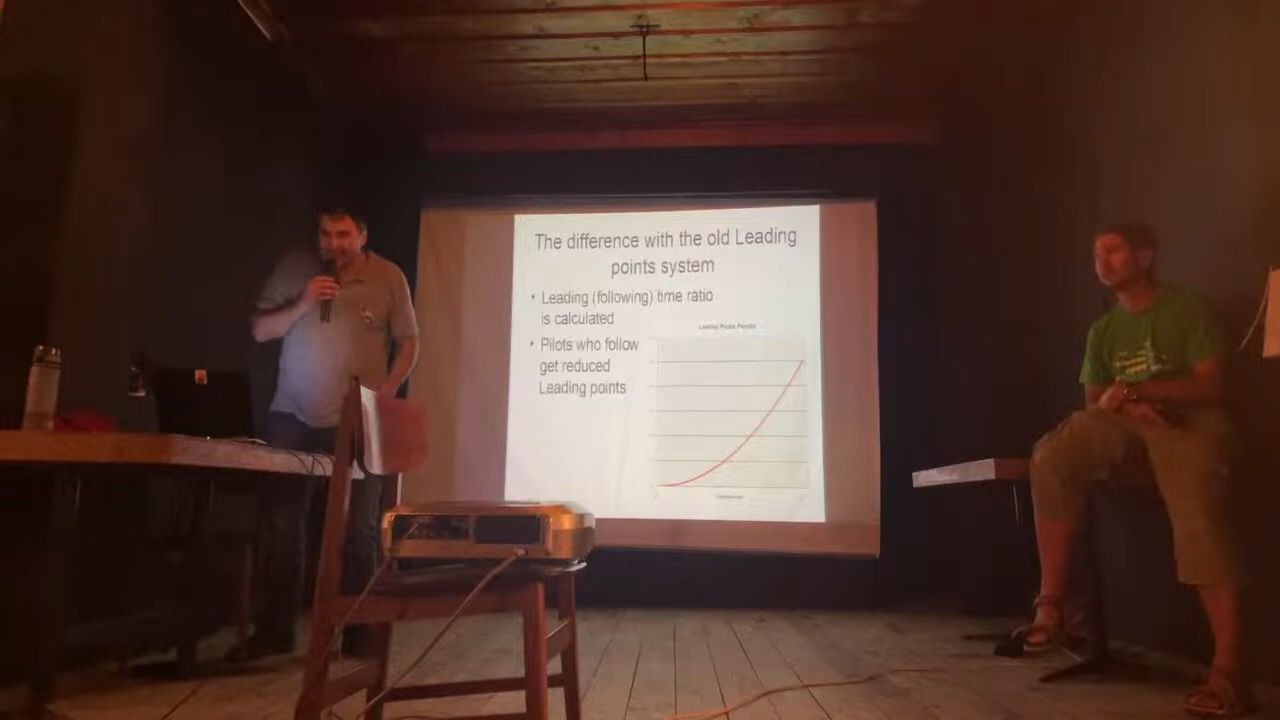 The difference with the old Leading
points system
• Leading (following) time ratio
is calculated
• Pilots who follow
get reduced
Leading points
Leading Points Penalty